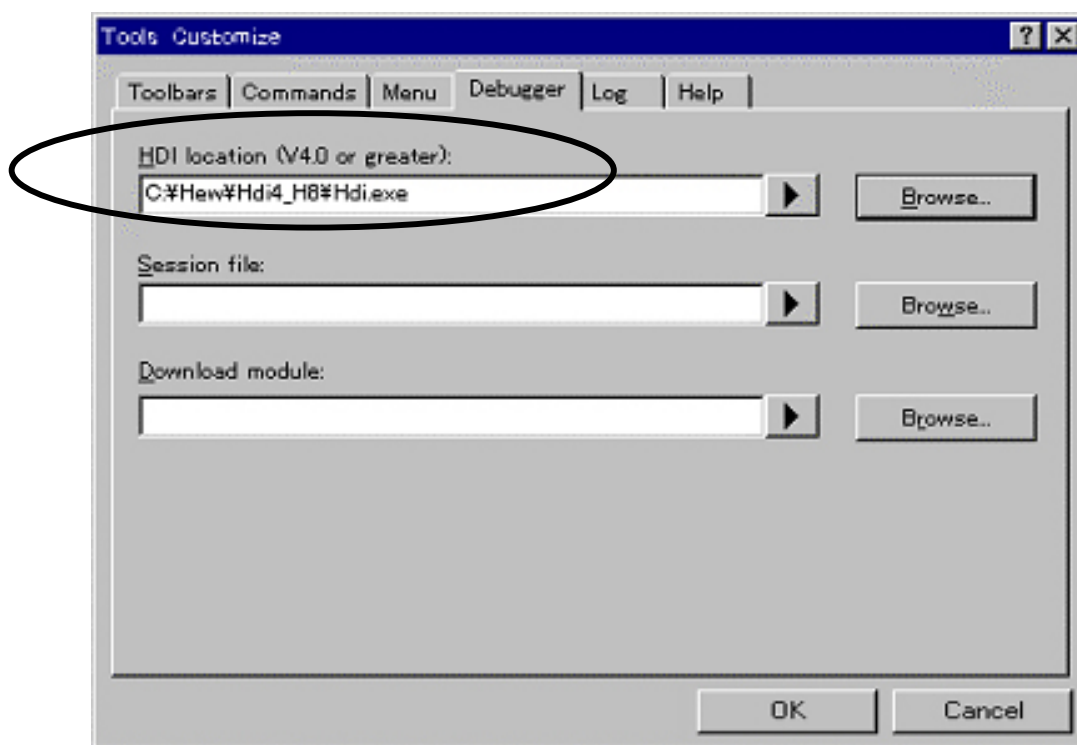 Tools Customize
Toolbars Commands Menu Debugger Log Help
HDI location (V4.0 or greater):
C:¥Hew¥Hdi4_H8¥Hdi.exe
Browse...
Session file:
Browse...
Download module:
Browse...
OK Cancel